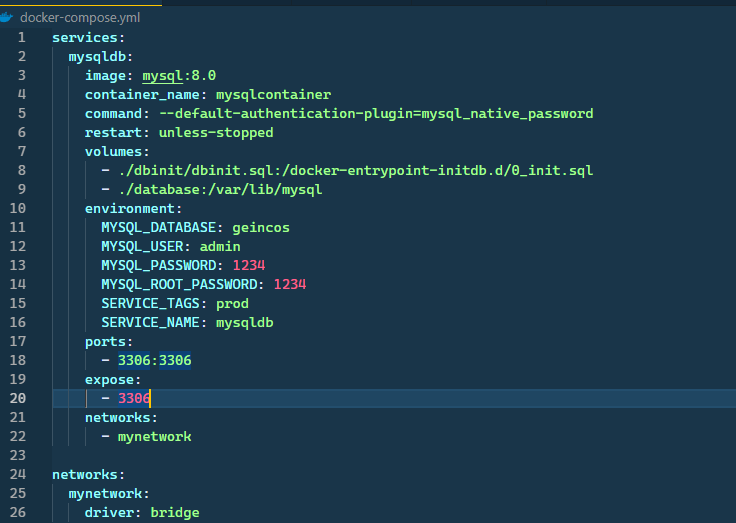 docker-compose.yml
1 services:
2   mysqldb:
3     image: mysql:8.0
4     container_name: mysqlcontainer
5     command: --default-authentication-plugin=mysql_native_password
6     restart: unless-stopped
7     volumes:
8       - ./dbinit/dbinit.sql:/docker-entrypoint-initdb.d/0_init.sql
9       - ./database:/var/lib/mysql
10     environment:
11       MYSQL_DATABASE: geincos
12       MYSQL_USER: admin
13       MYSQL_PASSWORD: 1234
14       MYSQL_ROOT_PASSWORD: 1234
15       SERVICE_TAGS: prod
16       SERVICE_NAME: mysqldb
17     ports:
18       - 3306:3306
19     expose:
20       - 3306
21     networks:
22       - mynetwork
23
24 networks:
25   mynetwork:
26     driver: bridge